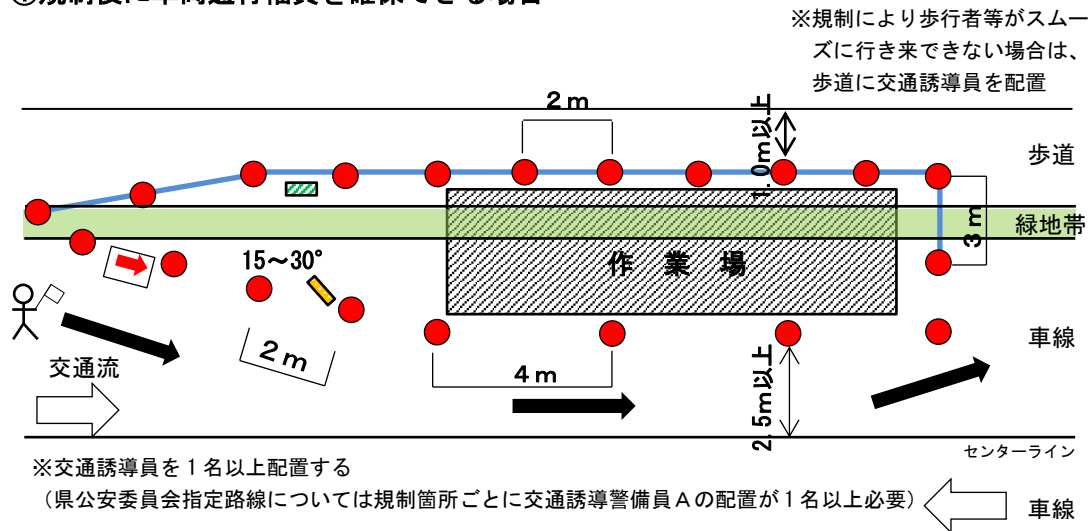 ※規制により歩行者等がスムー
ズに行き来できない場合は、
歩道に交通誘導員を配置
2m
1.0m以上
歩道
緑地帯
3m
15～30°
作 業 場
車線
2m
交通流
4m
2.5m以上
センターライン
※交通誘導員を１名以上配置する
（県公安委員会指定路線については規制箇所ごとに交通誘導警備員Ａの配置が１名以上必要）
車線